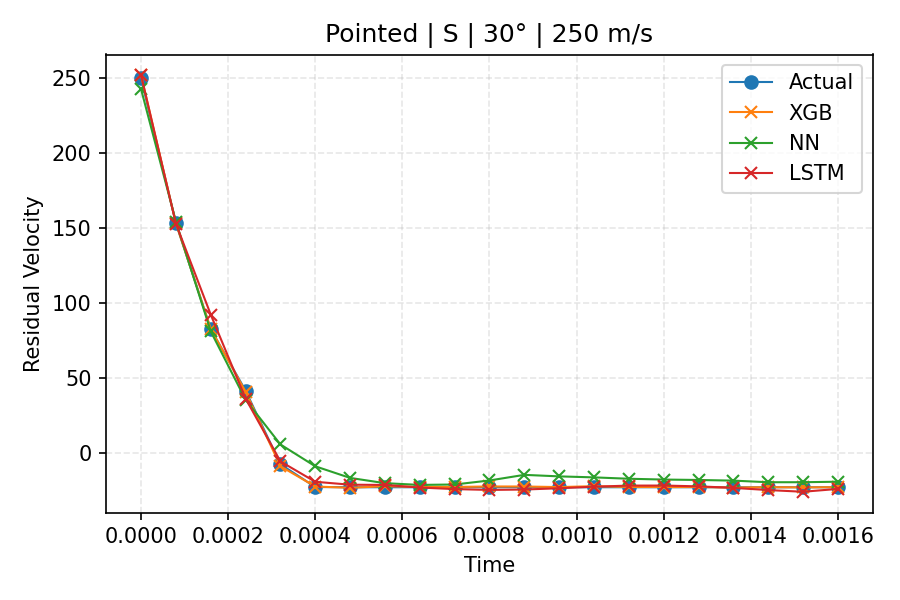 Pointed | S | 30° | 250 m/s
Residual Velocity
250
200
150
100
50
0
Actual
XGB
NN
LSTM
0.0000 0.0002 0.0004 0.0006 0.0008 0.0010 0.0012 0.0014 0.0016
Time